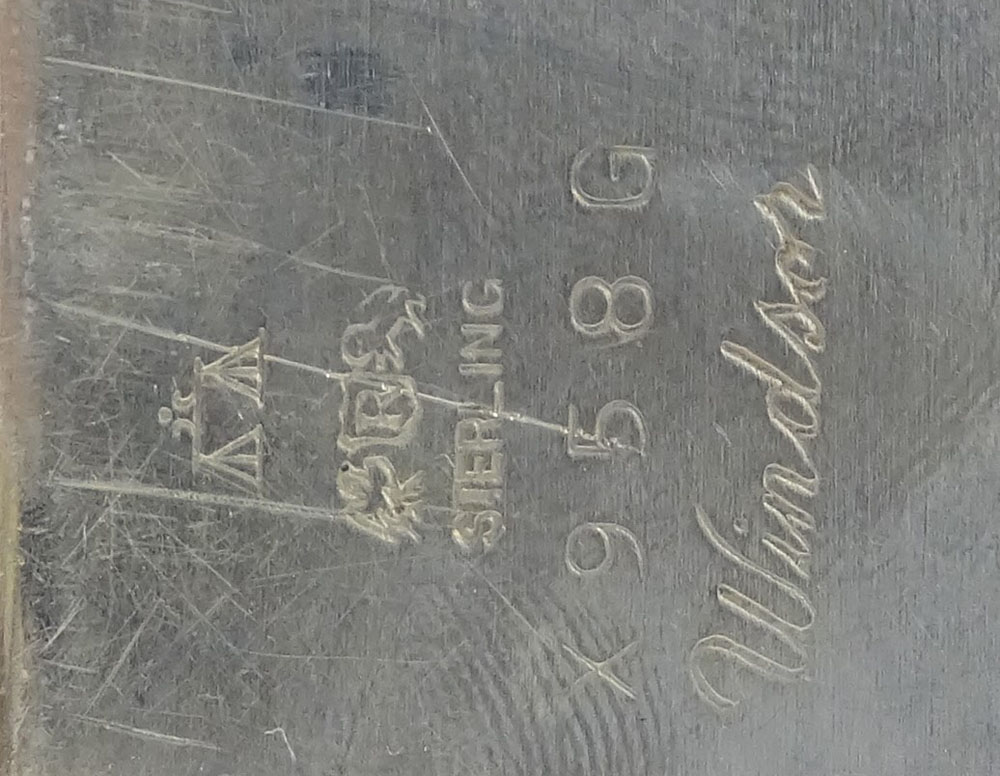 R
STERLING
X958G
Windsor